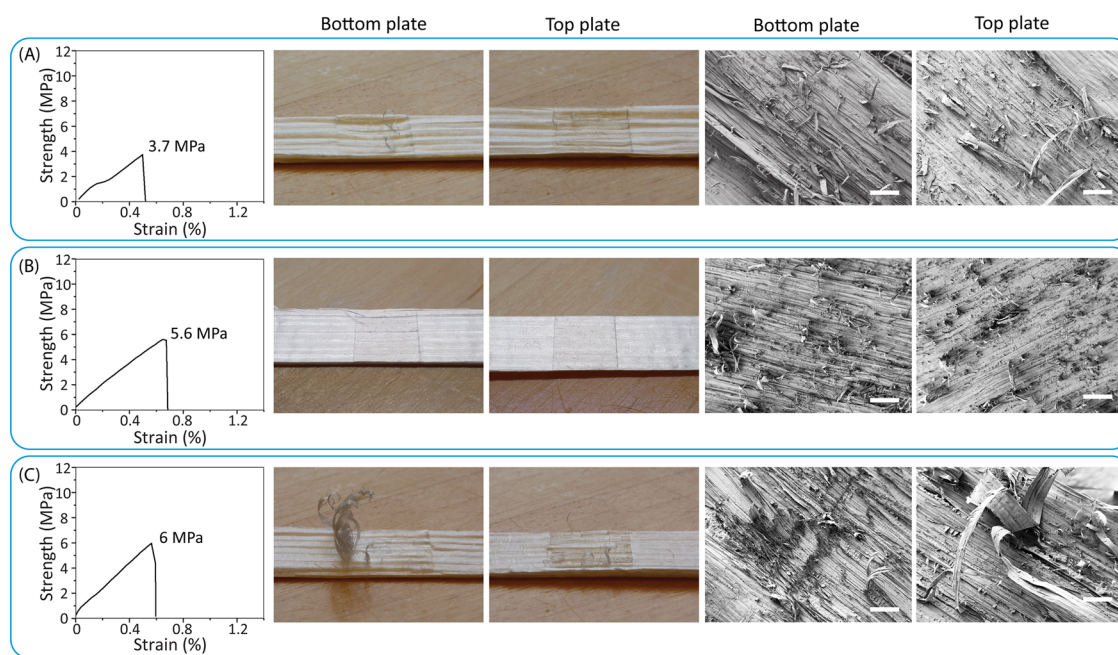 Bottom plate
Top plate
Bottom plate
Top plate
(A)
Strength (MPa)
12
10
8
6
4
2
0
3.7 MPa
0
0.4
0.8
1.2
Strain (%)
(B)
Strength (MPa)
12
10
8
6
4
2
0
5.6 MPa
0
0.4
0.8
1.2
Strain (%)
(C)
Strength (MPa)
12
10
8
6
4
2
0
6 MPa
0
0.4
0.8
1.2
Strain (%)